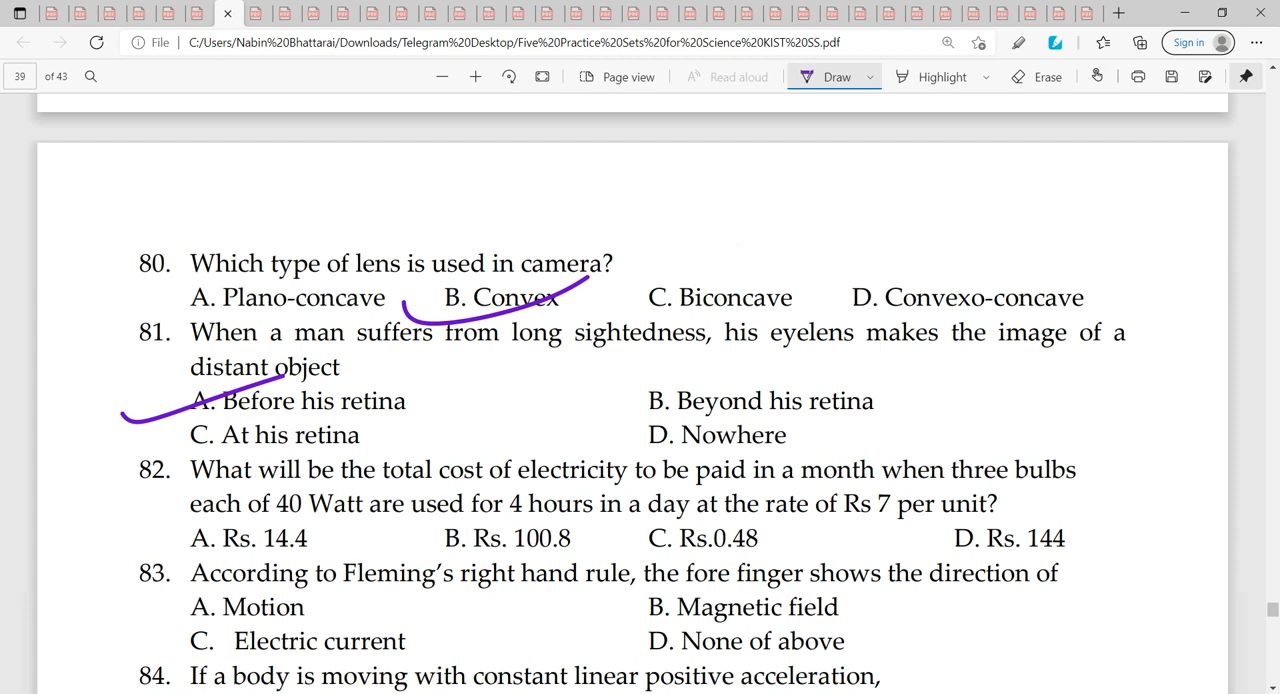 File
C:/Users/Nabin%20Bhattarai/Downloads/Telegram%20Desktop/Five%20Practice%20Sets%20for%20Science%20KIST%20SS.pdf
Sign in
39 of 43
Page view
Read aloud
Draw
Highlight
Erase
80. Which type of lens is used in camera?
A. Plano-concave B. Convex C. Biconcave D. Convexo-concave
81. When a man suffers from long sightedness, his eyelens makes the image of a
distant object
A. Before his retina B. Beyond his retina
C. At his retina D. Nowhere
82. What will be the total cost of electricity to be paid in a month when three bulbs
each of 40 Watt are used for 4 hours in a day at the rate of Rs 7 per unit?
A. Rs. 14.4 B. Rs. 100.8 C. Rs.0.48 D. Rs. 144
83. According to Fleming's right hand rule, the fore finger shows the direction of
A. Motion B. Magnetic field
C. Electric current D. None of above
84. If a body is moving with constant linear positive acceleration,